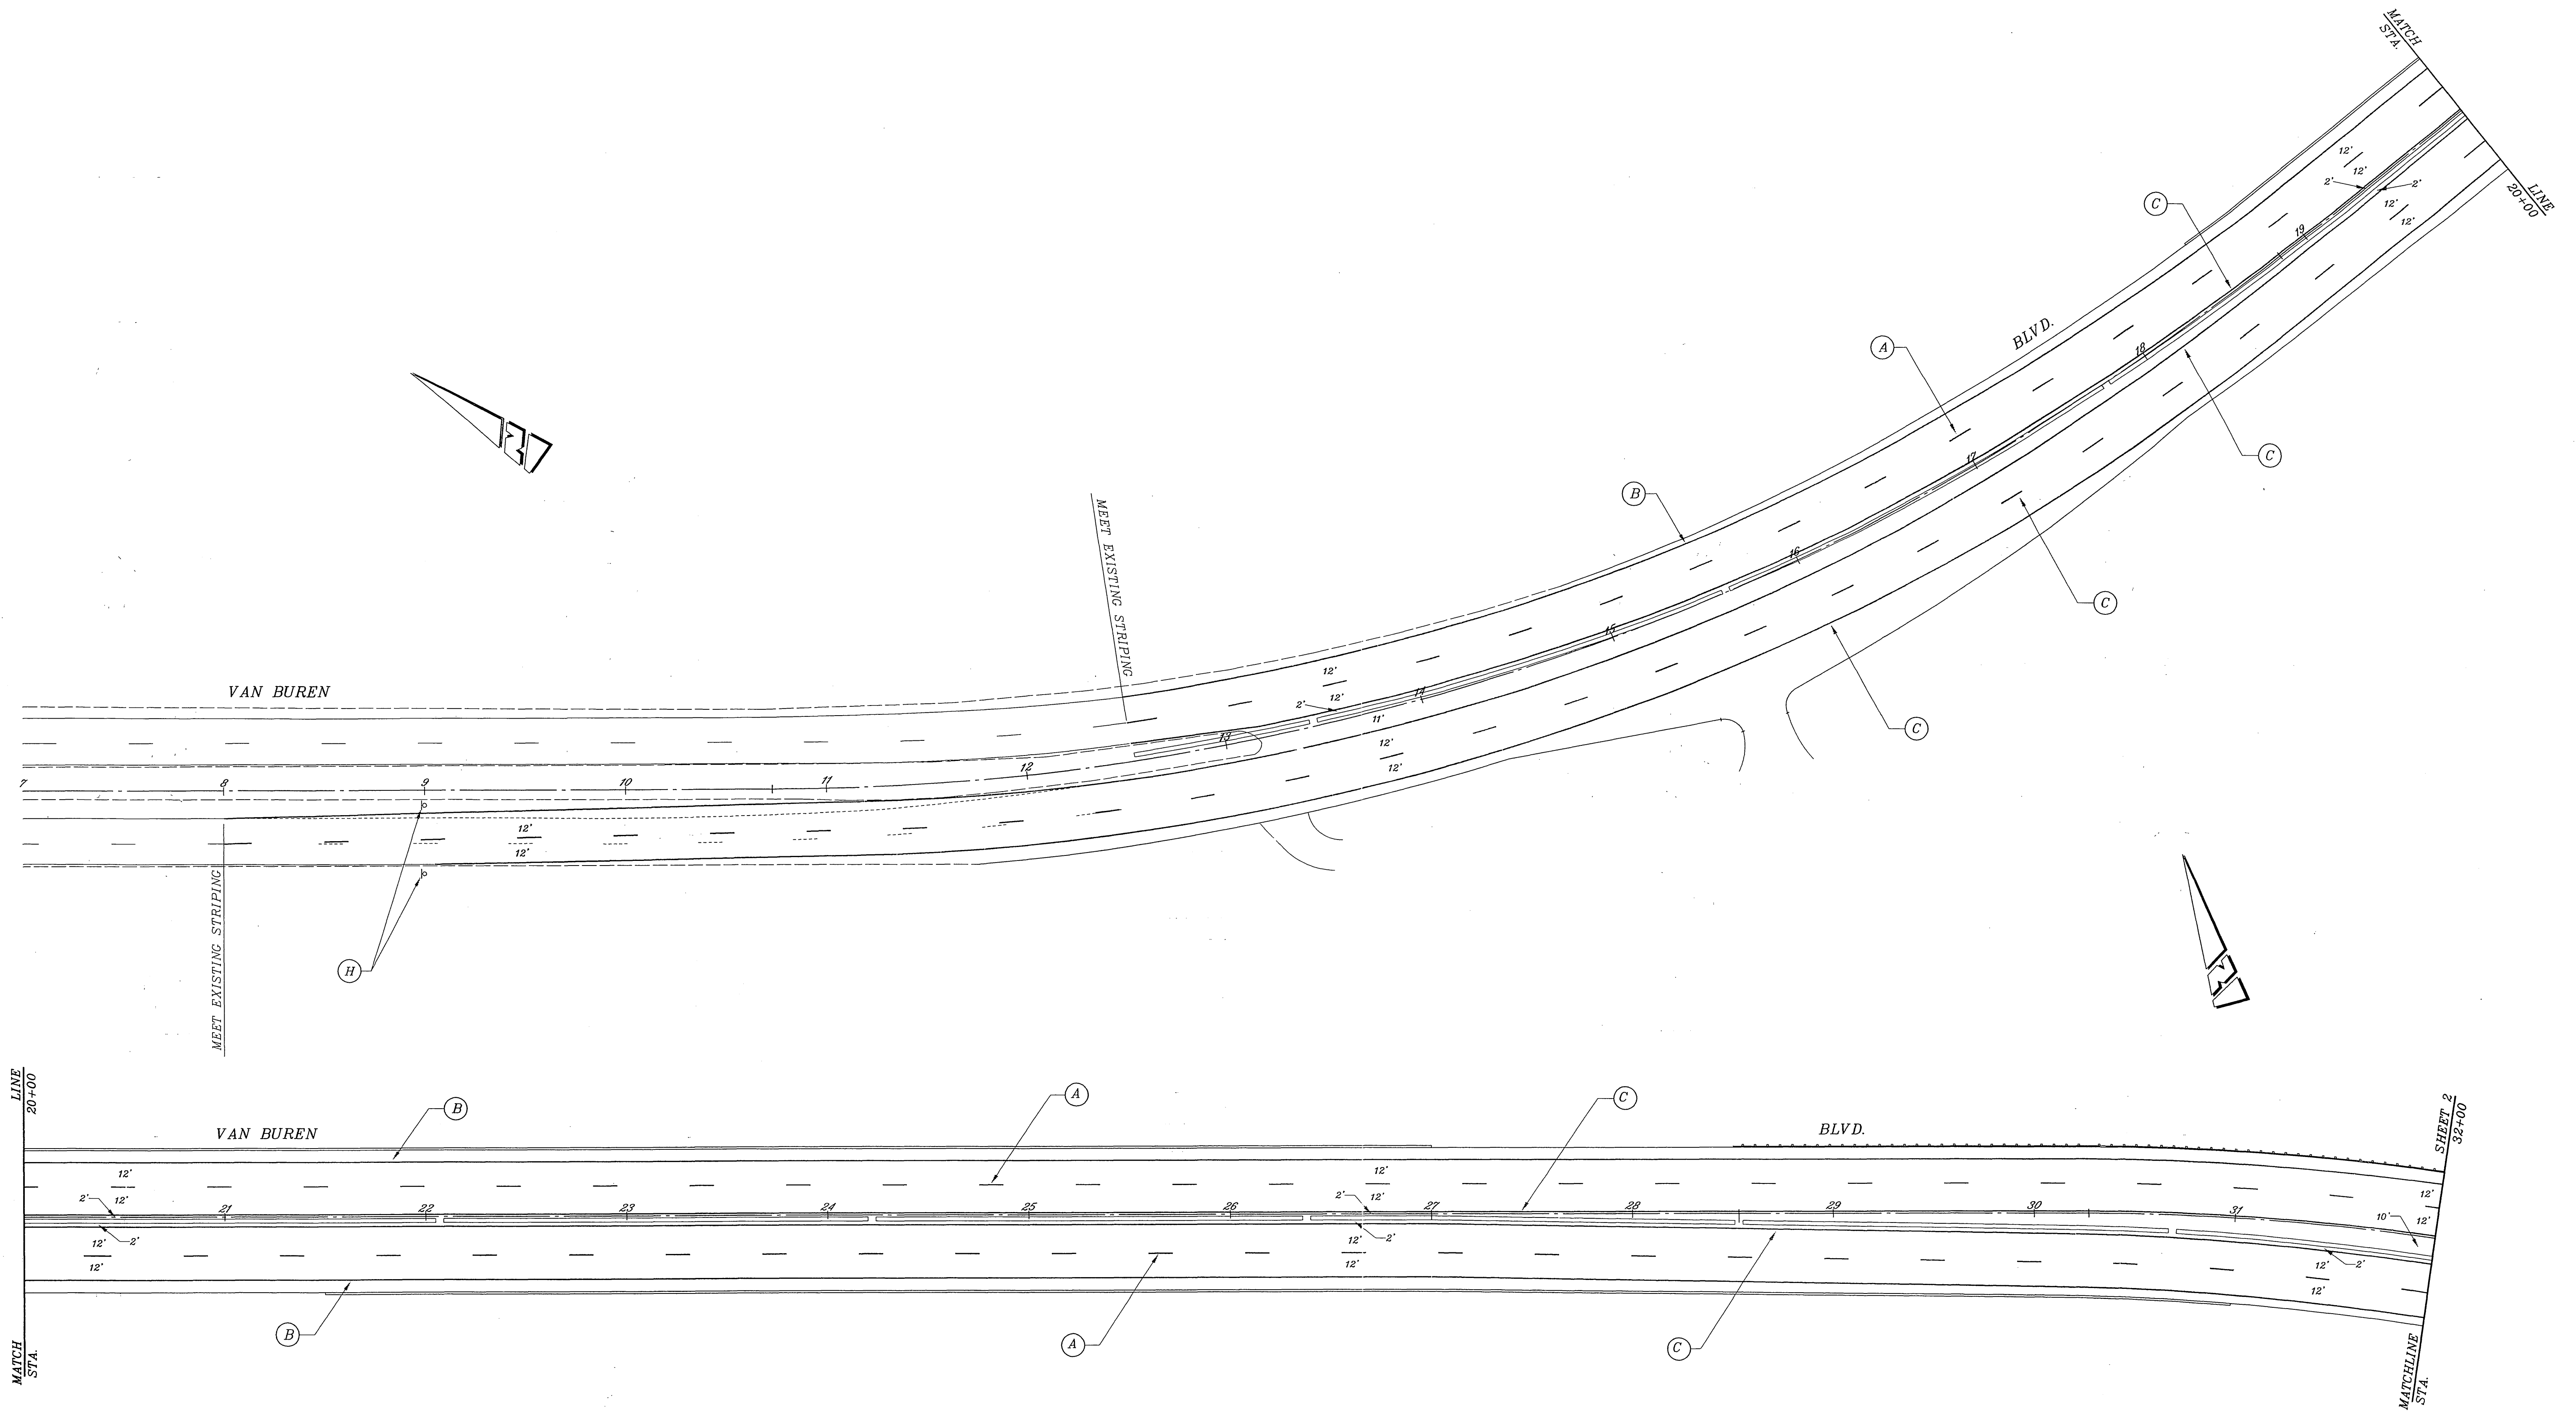 MATCH
STA.
LINE
20+00
12'
12'
2'
2'
12'
12'
C
19
BLVD.
A
18
C
17
B
MEET EXISTING STRIPING
16
C
15
12'
12'
2'
14
11'
C
VAN BUREN
13
12'
12'
12
7
8
9
10
11
12'
12'
MEET EXISTING STRIPING
H
N
N
LINE
20+00
B
A
C
SHEET 2
32+00
VAN BUREN
BLVD.
12'
12'
2'
12'
2'
12'
12'
12'
10'
21
22
23
24
25
26
27
28
29
30
31
12'
2'
12'
12'
2'
12'
12'
2'
12'
B
A
C
MATCH
STA.
MATCHLINE
STA.